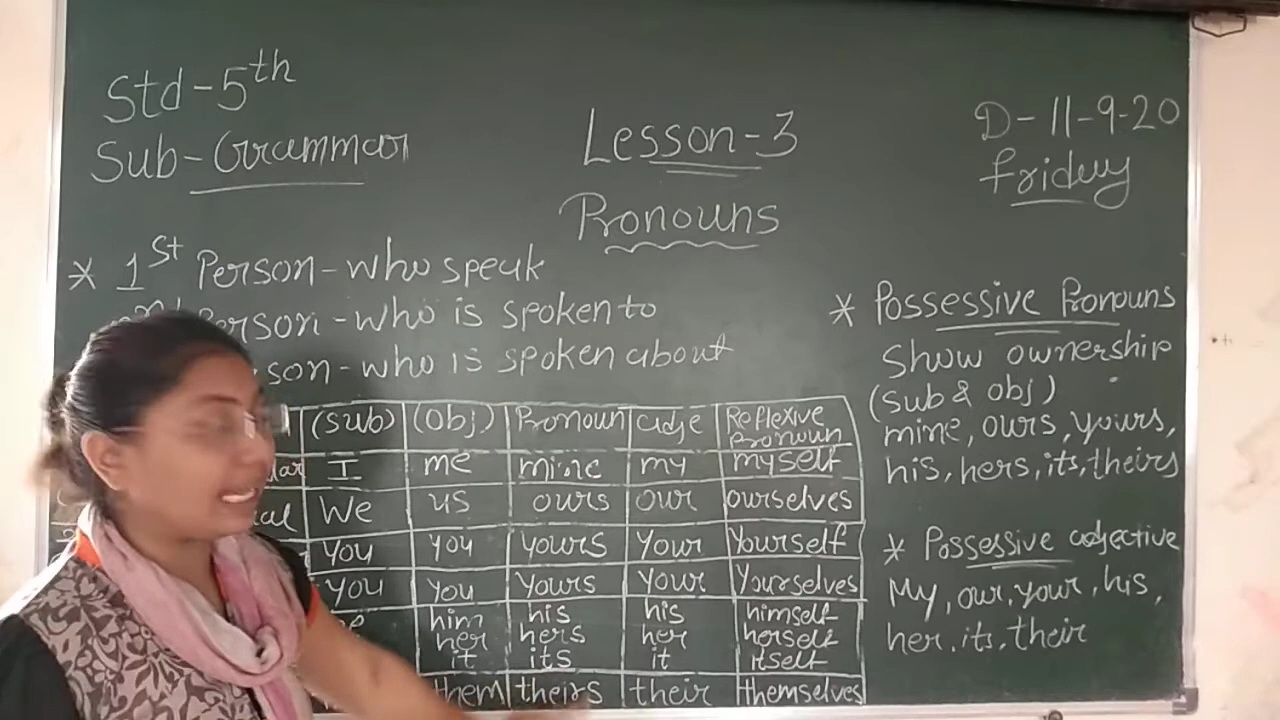 Std-5th
Sub-Grammar
Lesson-3
Pronouns
D-11-9-20
Friday
* 1st Person-who speak
Person-who is spoken to
son-who is spoken about
(Sub) (Obj) Pronoun adje Reflexive
pronoun
I me mine my myself
We us ours our ourselves
You you yours your Yourself
you you yours your Yourselves
him his his himself
her hers her herself
it its it itself
them theirs their themselves
* Possessive Pronouns
Show ownership
(sub & obj)
mine, ours, yours,
his, hers, its, theirs
* Possessive adjective
My, our, your, his,
her, its, their